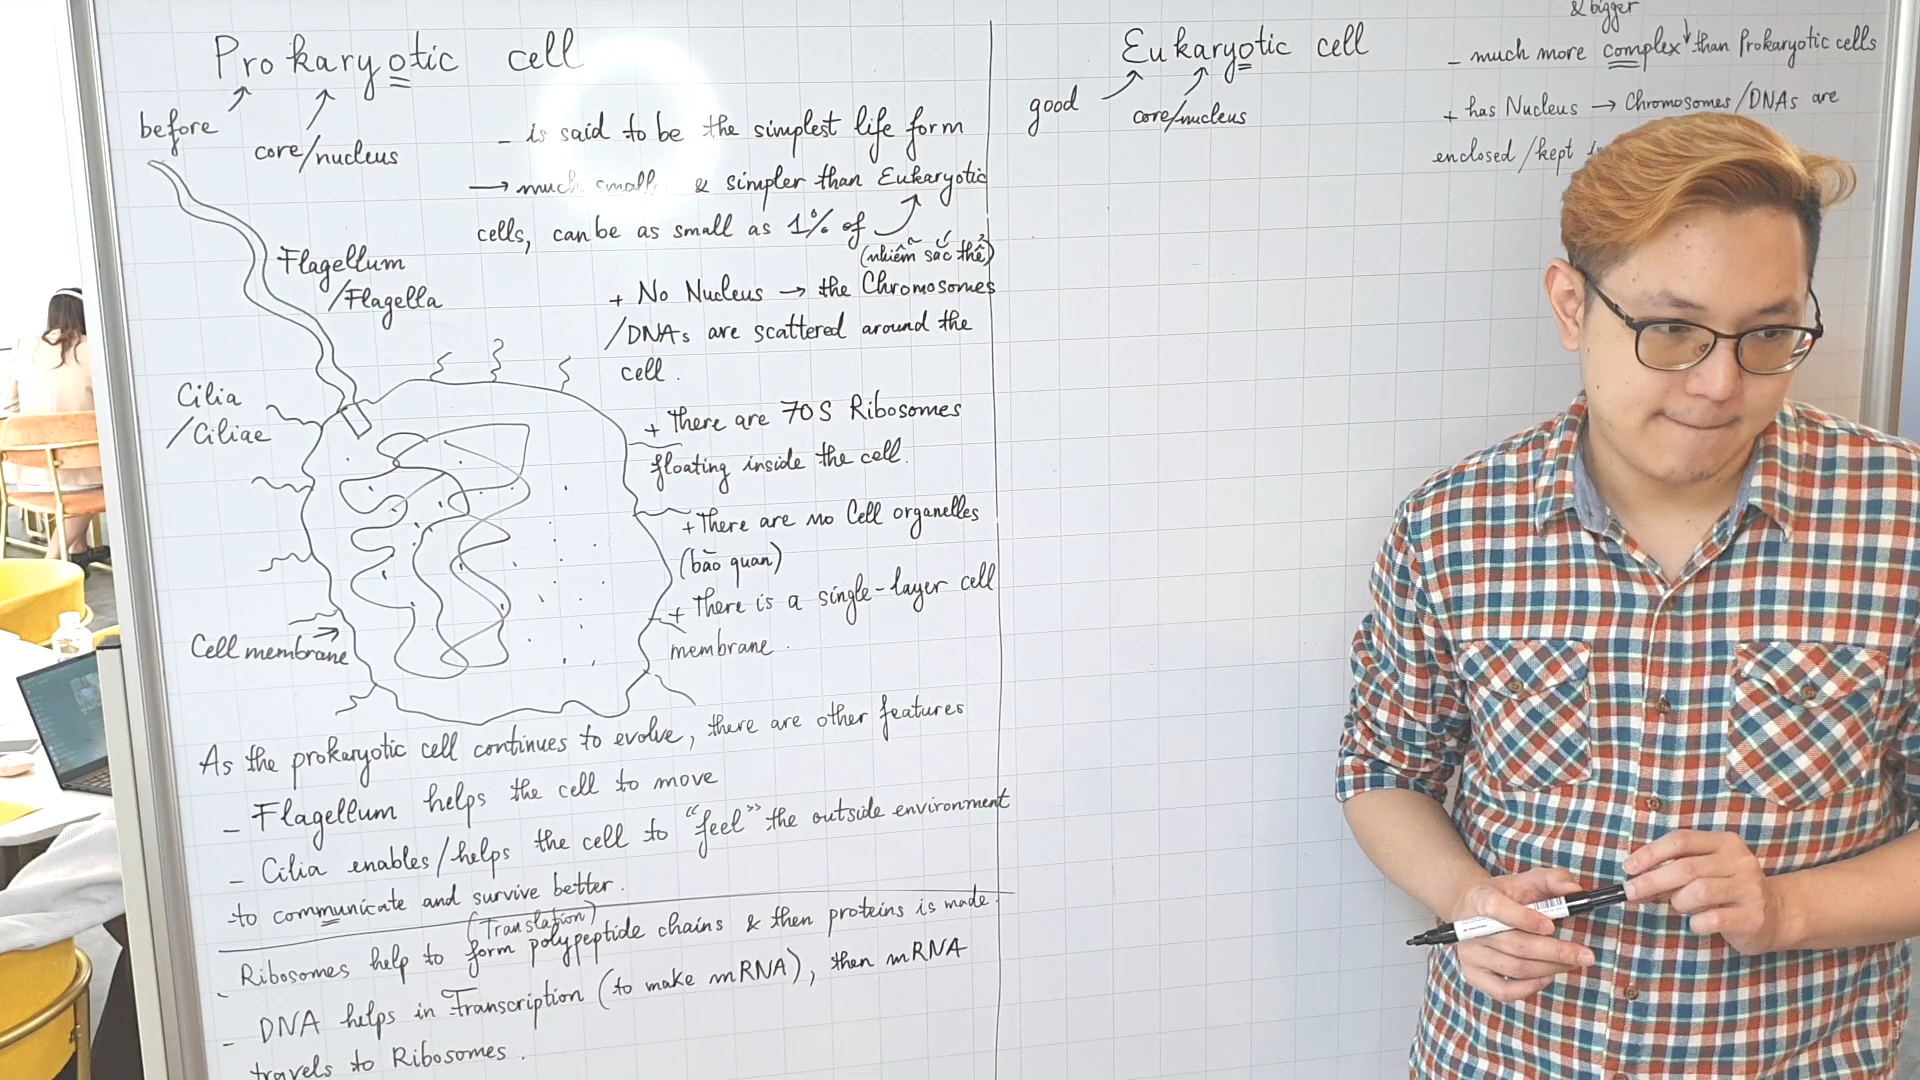 Prokaryotic cell
before
core/nucleus
- is said to be the simplest life form
→ much small & simpler than Eukaryotic
cells, can be as small as 1% of
(nhiễm sắc thể)
Flagellum
/Flagella
+ No Nucleus → the Chromosomes
/DNAs are scattered around the
cell.
Cilia
/Ciliae
+ There are 70S Ribosomes
floating inside the cell.
+ There are no Cell organelles
(bào quan)
+ There is a single-layer cell
membrane.
Cell membrane
As the prokaryotic cell continues to evolve, there are other features
- Flagellum helps the cell to move
- Cilia enables/helps the cell to "feel" the outside environment
to communicate and survive better.
(Translation)
- Ribosomes help to form polypeptide chains & then proteins is made.
- DNA helps in Transcription (to make mRNA), then mRNA
travels to Ribosomes.
Eukaryotic cell
good
core/nucleus
& bigger
- much more complex than Prokaryotic cells
+ has Nucleus → Chromosomes/DNAs are
enclosed/kept